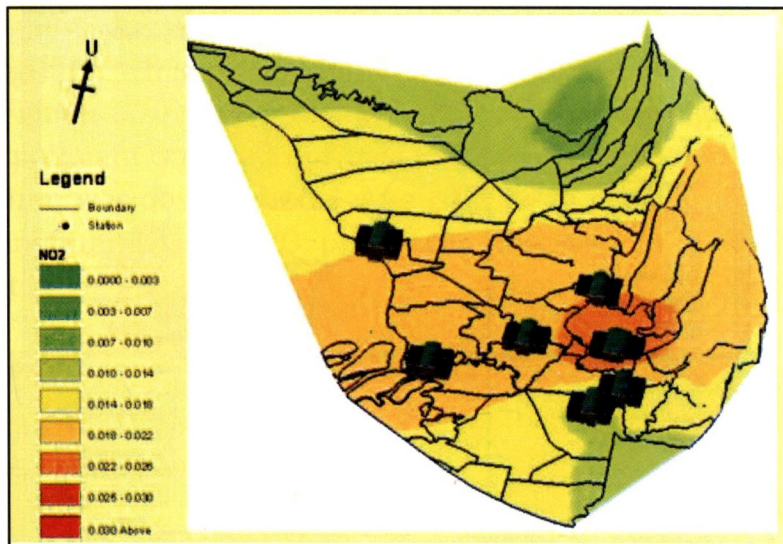 U
Legend
Boundary
Station
NO2
0.0000 - 0.003
0.003 - 0.007
0.007 - 0.010
0.010 - 0.014
0.014 - 0.018
0.018 - 0.022
0.022 - 0.026
0.025 - 0.030
0.030 Above